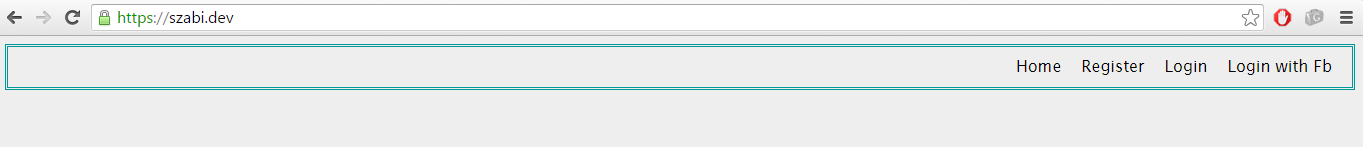 https://szabi.dev
Home Register Login Login with Fb